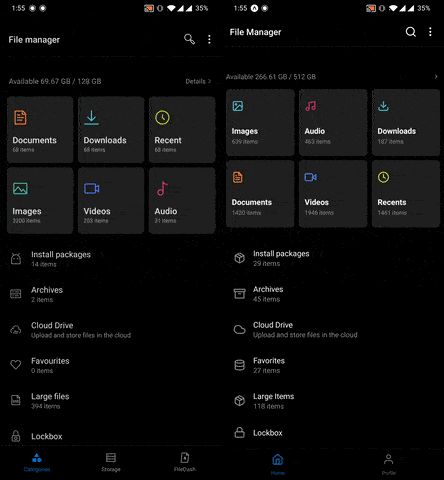 1:55
35%
File manager
Available 69.67 GB / 128 GB
Details
Documents
68 items
Downloads
68 items
Recent
68 items
Images
3200 items
Videos
203 items
Audio
21 items
Install packages
14 items
Archives
2 items
Cloud Drive
Upload and store files in the cloud
Favourites
0 items
Large files
394 items
Lockbox
Categories
Storage
FileDash
1:55
35%
File Manager
Available 266.61 GB / 512 GB
Images
639 items
Audio
463 items
Downloads
187 items
Documents
1420 items
Videos
1946 items
Recents
1461 items
Install packages
29 items
Archives
45 items
Cloud Drive
Upload and store files in the cloud
Favorites
27 items
Large Items
118 items
Lockbox
Home
Profile